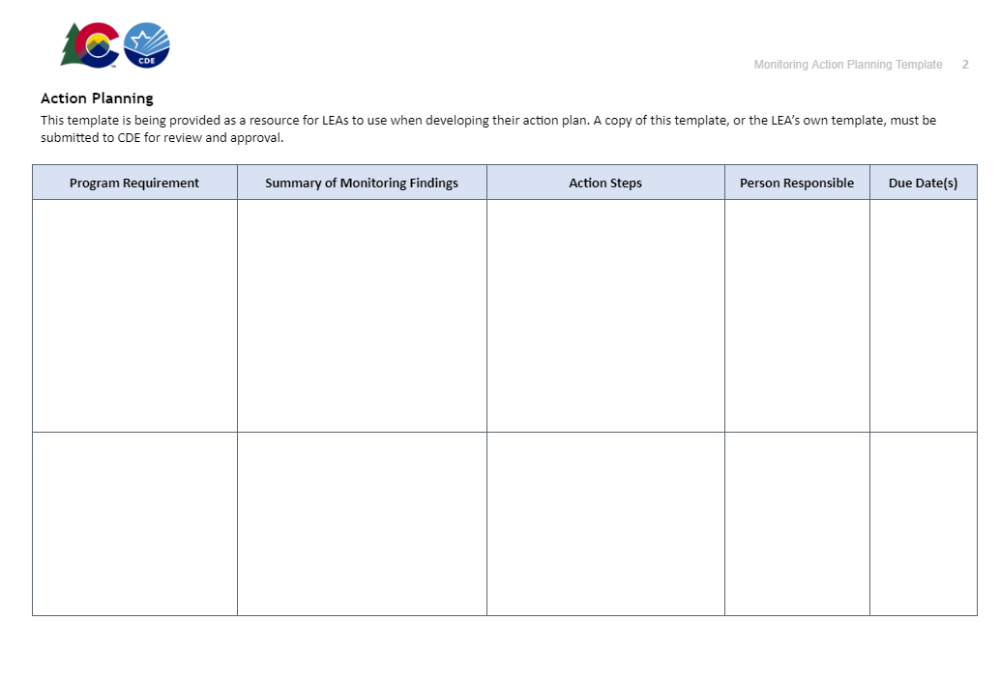 CDE
Monitoring Action Planning Template 2
Action Planning
This template is being provided as a resource for LEAs to use when developing their action plan. A copy of this template, or the LEA’s own template, must be
submitted to CDE for review and approval.
Program Requirement Summary of Monitoring Findings Action Steps Person Responsible Due Date(s)